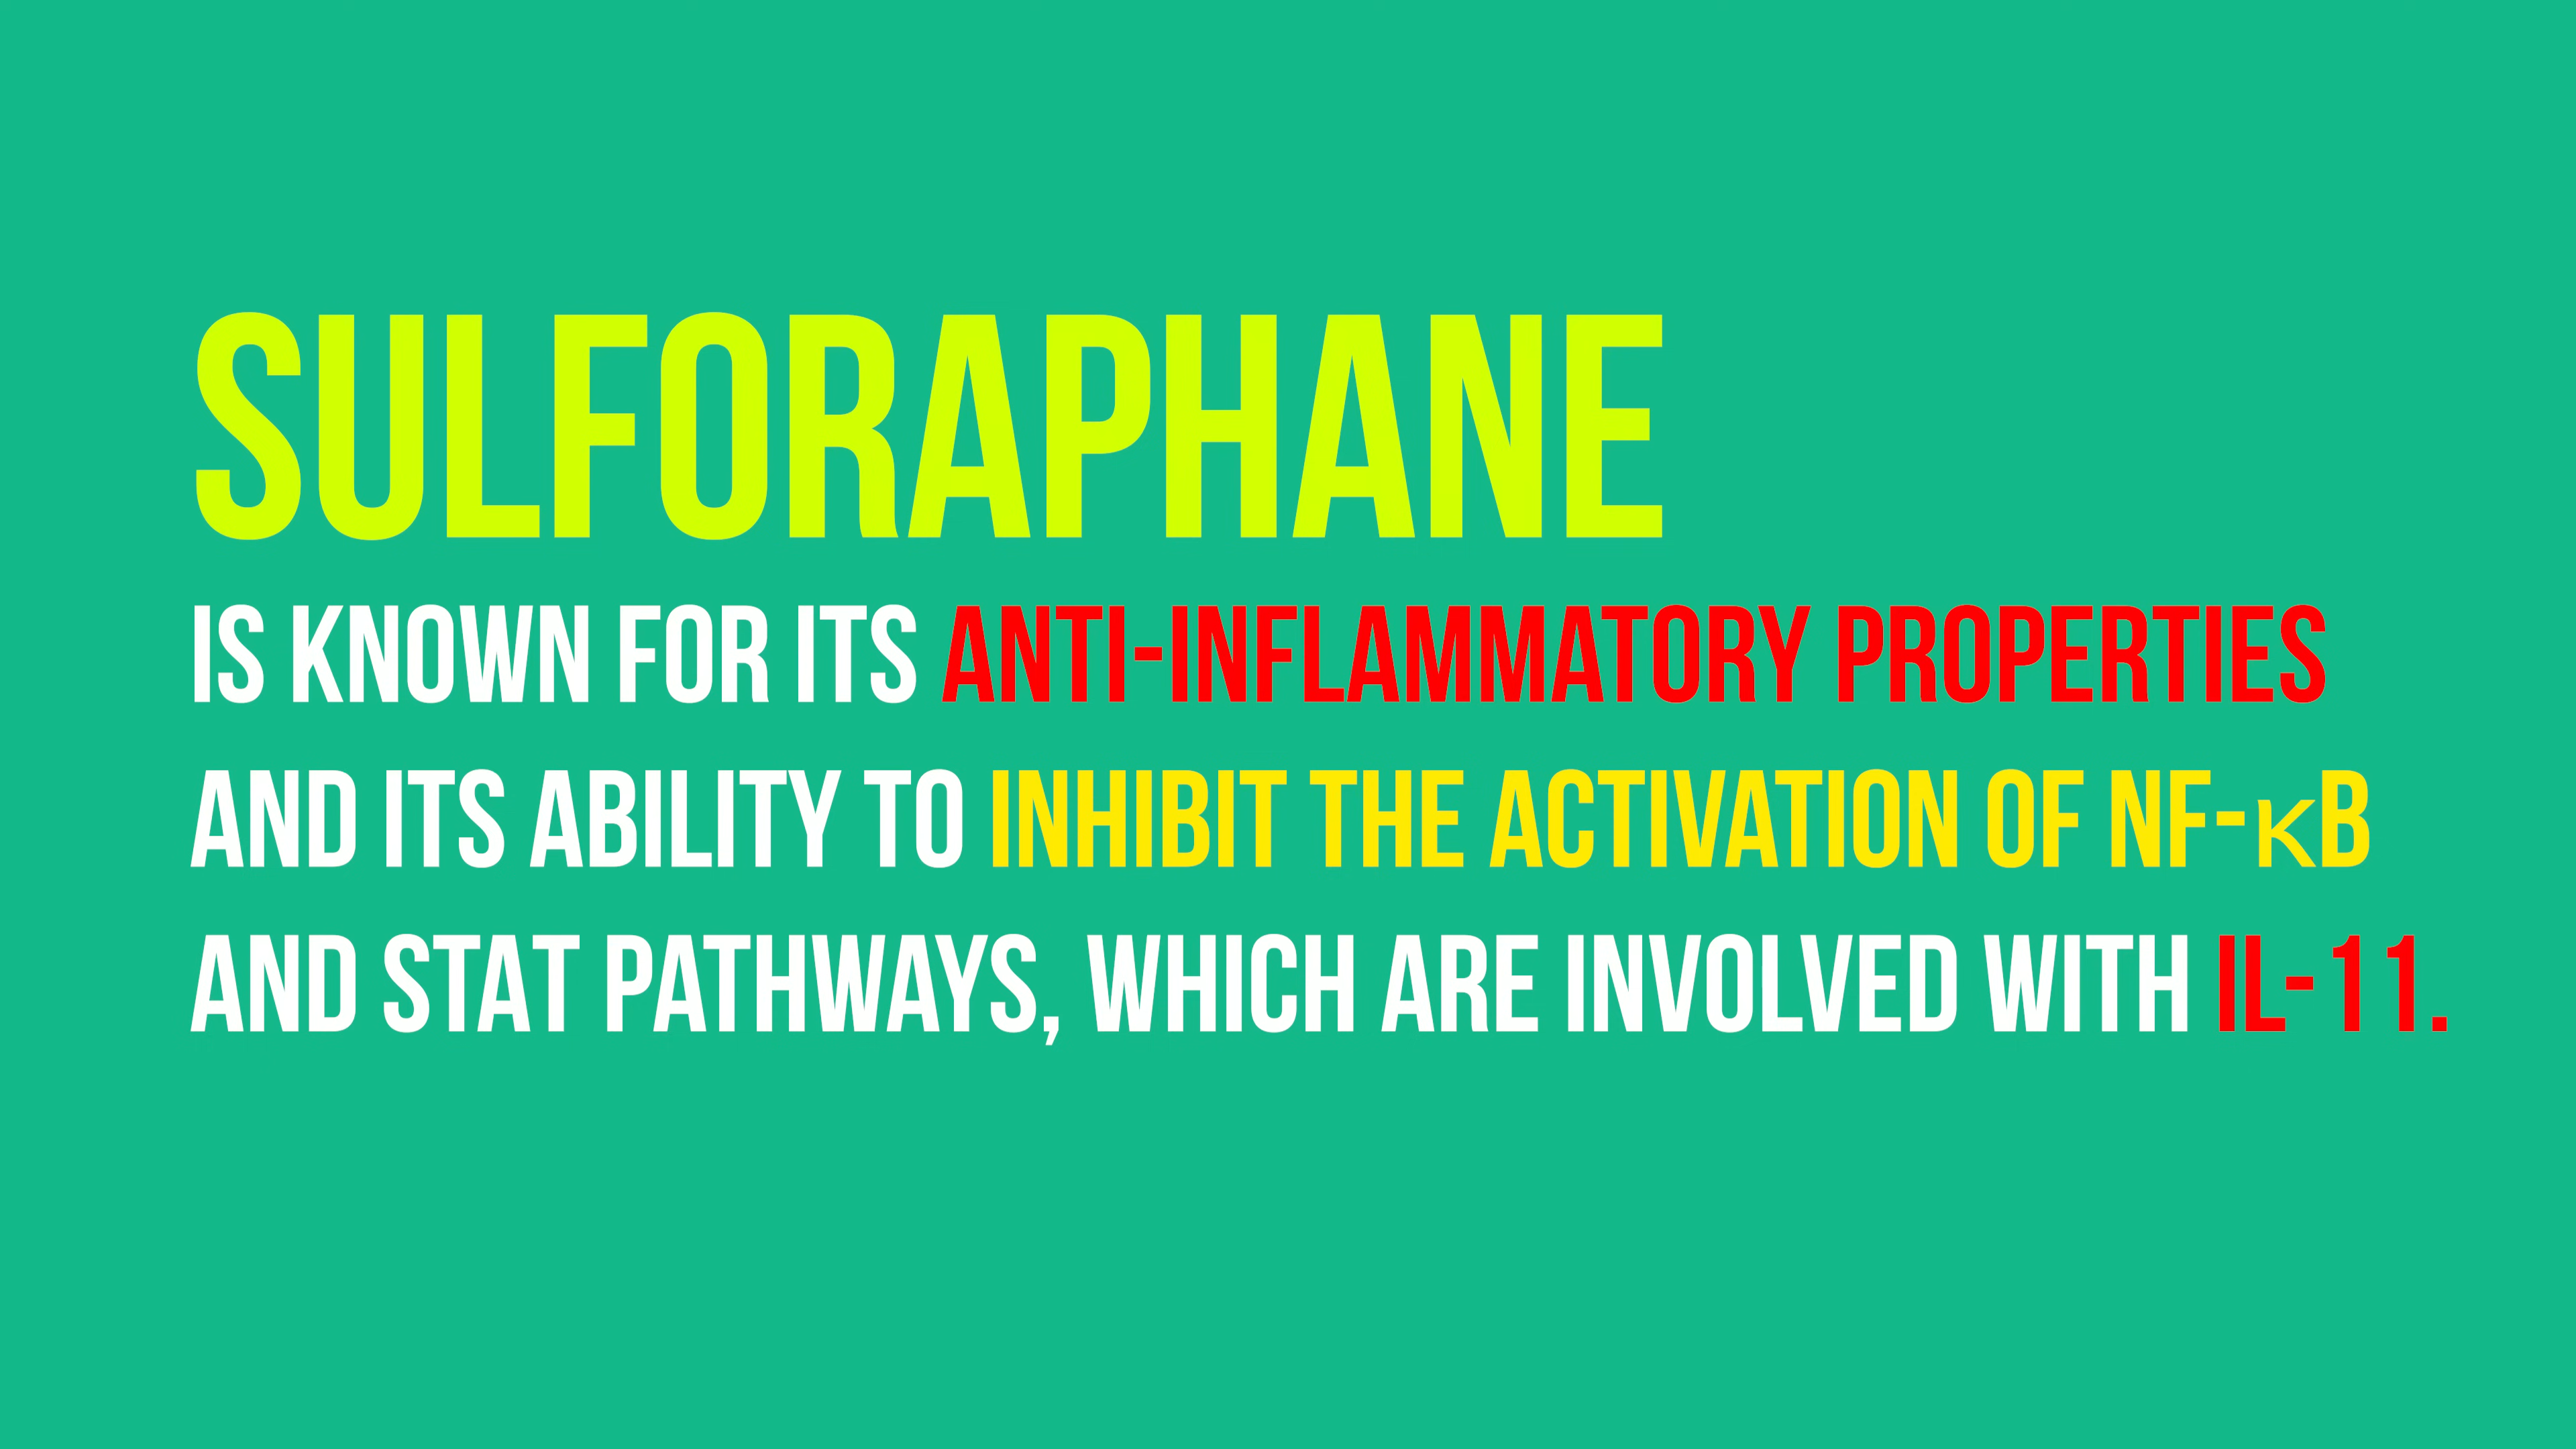 SULFORAPHANE
IS KNOWN FOR ITS ANTI-INFLAMMATORY PROPERTIES
AND ITS ABILITY TO INHIBIT THE ACTIVATION OF NF-κB
AND STAT PATHWAYS, WHICH ARE INVOLVED WITH IL-11.